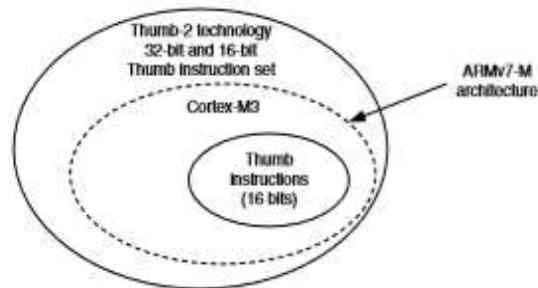 Thumb-2 technology
32-bit and 16-bit
Thumb instruction set
Cortex-M3
ARMv7-M
architecture
Thumb
instructions
(16 bits)